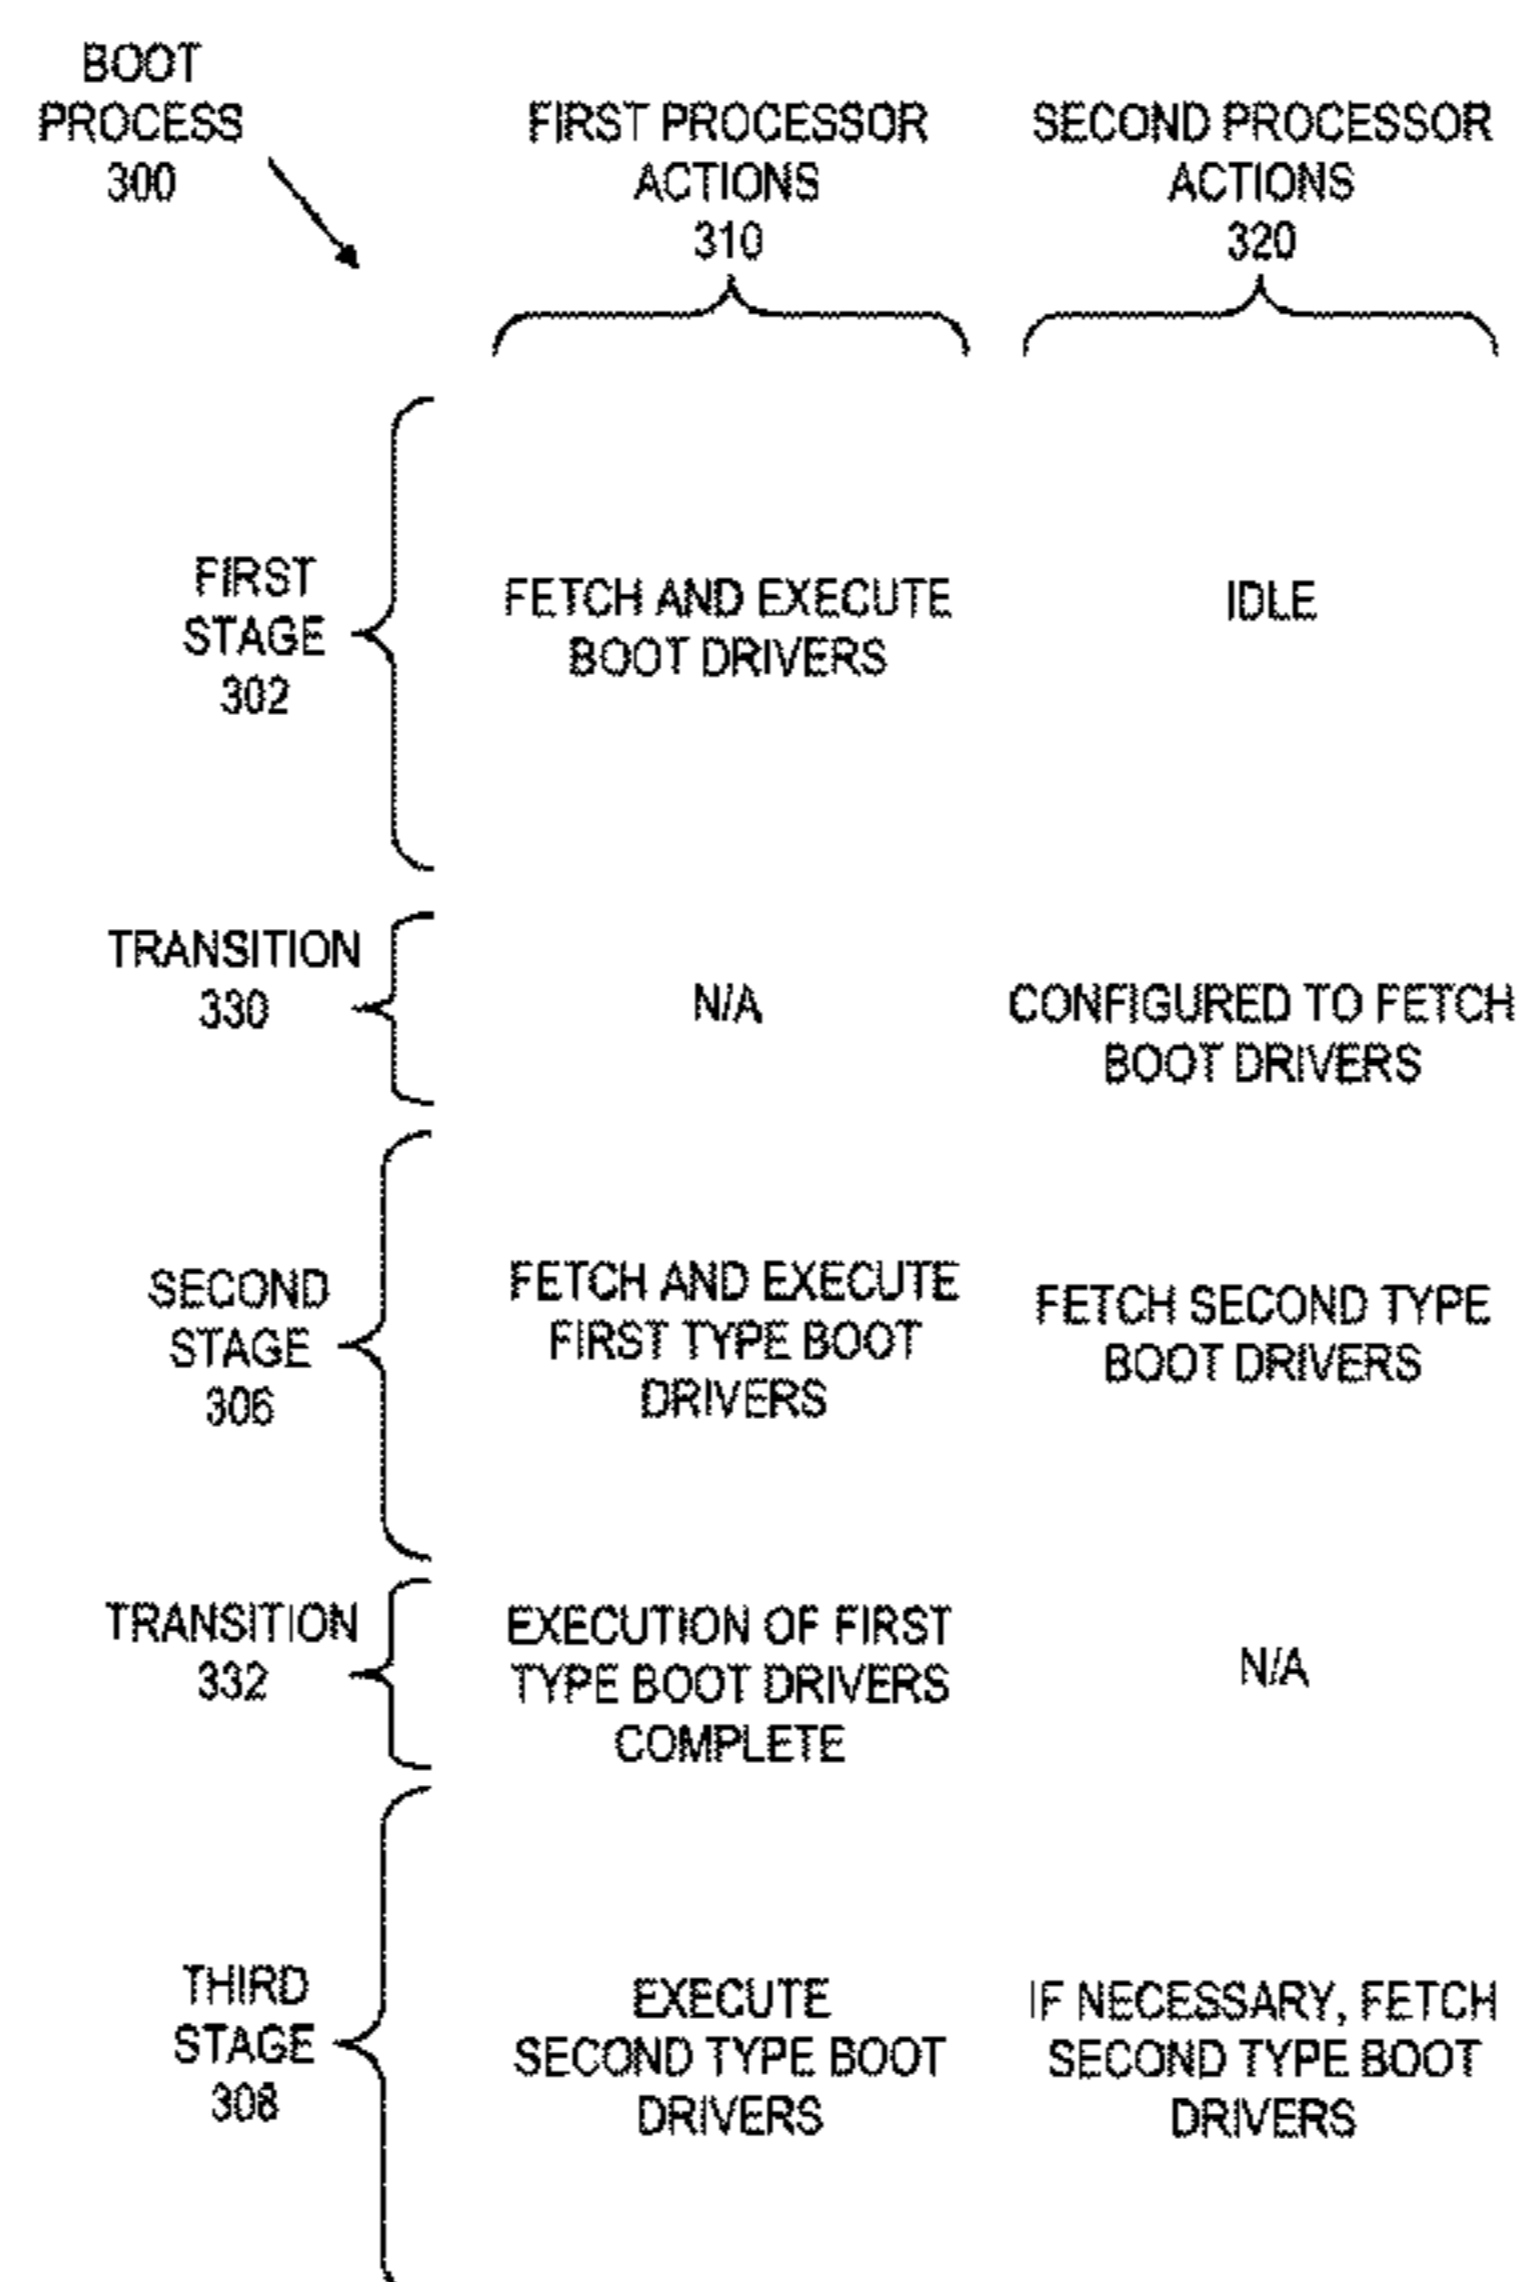 BOOT
PROCESS
300
FIRST PROCESSOR
ACTIONS
310
SECOND PROCESSOR
ACTIONS
320
FIRST
STAGE
302
FETCH AND EXECUTE
BOOT DRIVERS
IDLE
TRANSITION
330
N/A
CONFIGURED TO FETCH
BOOT DRIVERS
SECOND
STAGE
306
FETCH AND EXECUTE
FIRST TYPE BOOT
DRIVERS
FETCH SECOND TYPE
BOOT DRIVERS
TRANSITION
332
EXECUTION OF FIRST
TYPE BOOT DRIVERS
COMPLETE
N/A
THIRD
STAGE
308
EXECUTE
SECOND TYPE BOOT
DRIVERS
IF NECESSARY, FETCH
SECOND TYPE BOOT
DRIVERS